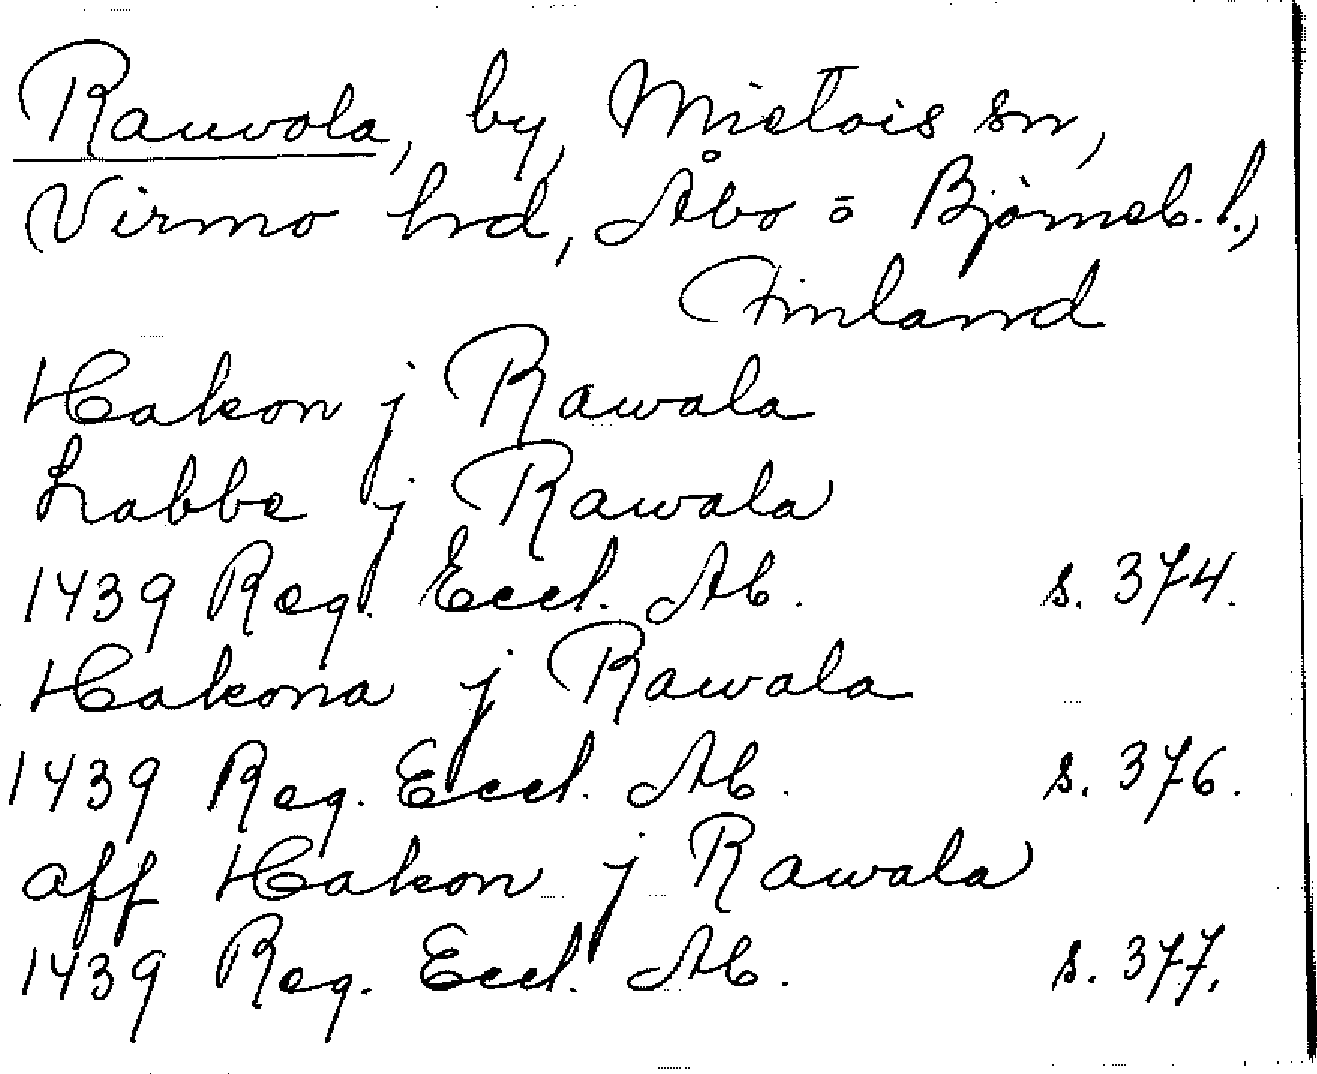 Rauvola, by, Mietois sn,
Virmo hrd, Åbo o Björneb. l.,
Finland
Hakon j Rawala
Labbe j Rawala
1439 Reg. Eccl. Ab. s. 374.
Hakona j Rawala
1439 Reg. Eccl. Ab. s. 376.
aff Hakon j Rawala
1439 Reg. Eccl. Ab. s. 377.